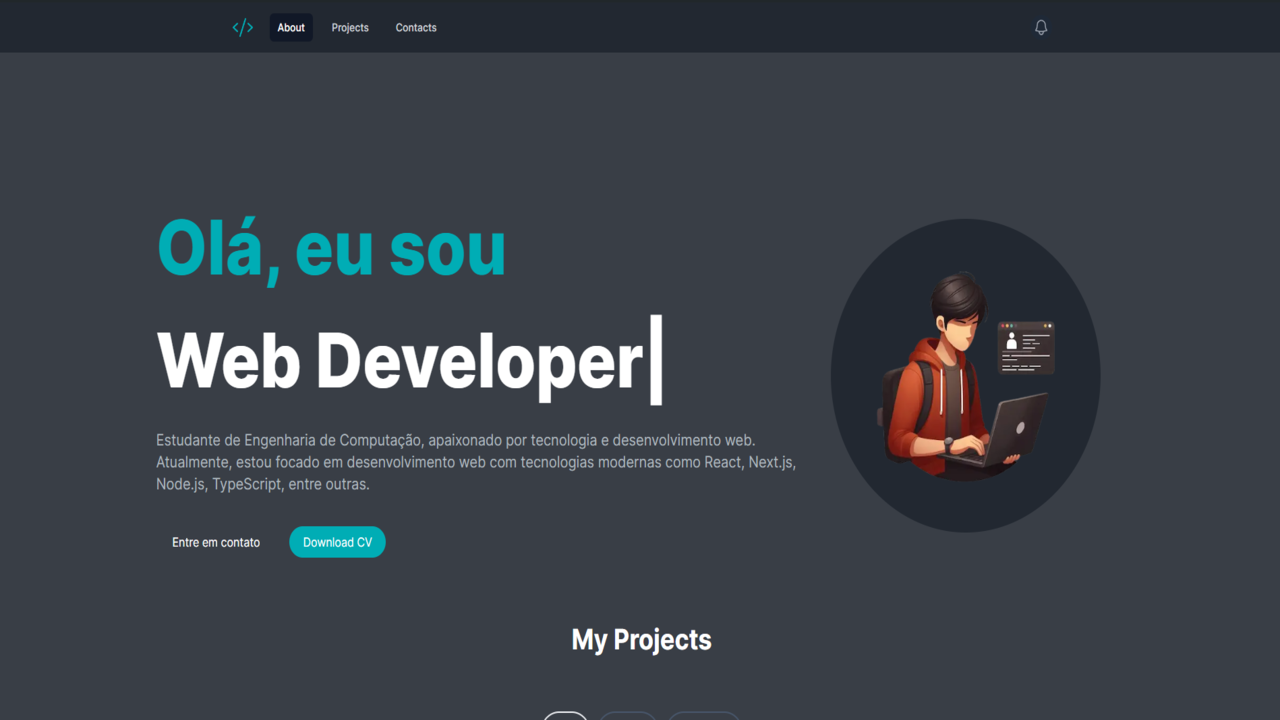 </>
About
Projects
Contacts
Olá, eu sou
Web Developer|
Estudante de Engenharia de Computação, apaixonado por tecnologia e desenvolvimento web.
Atualmente, estou focado em desenvolvimento web com tecnologias modernas como React, Next.js,
Node.js, TypeScript, entre outras.
Entre em contato
Download CV
My Projects